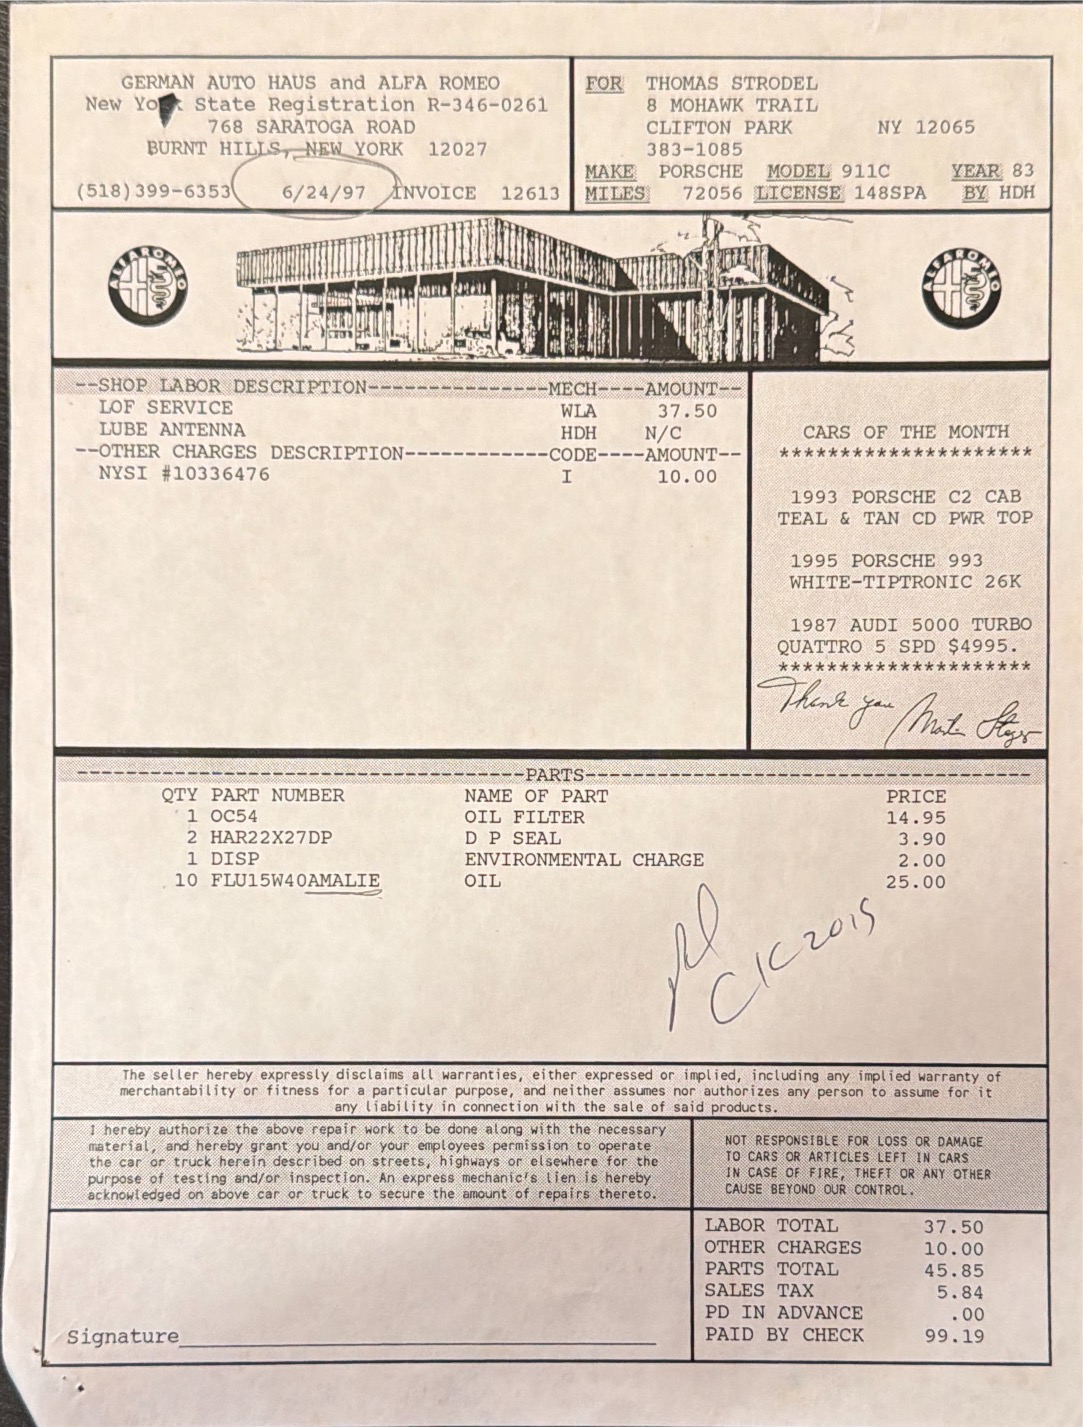 GERMAN AUTO HAUS and ALFA ROMEO
New York State Registration R-346-0261
768 SARATOGA ROAD
BURNT HILLS, NEW YORK 12027
(518)399-6353 6/24/97 INVOICE 12613
FOR THOMAS STRODEL
8 MOHAWK TRAIL
CLIFTON PARK NY 12065
383-1085
MAKE PORSCHE MODEL 911C YEAR 83
MILES 72056 LICENSE 148SPA BY HDH
ALFA ROMEO
ALFA ROMEO
--SHOP LABOR DESCRIPTION--------------MECH----AMOUNT--
LOF SERVICE WLA 37.50
LUBE ANTENNA HDH N/C
--OTHER CHARGES DESCRIPTION-----------CODE----AMOUNT--
NYSI #10336476 I 10.00
CARS OF THE MONTH
*********************
1993 PORSCHE C2 CAB
TEAL & TAN CD PWR TOP
1995 PORSCHE 993
WHITE-TIPTRONIC 26K
1987 AUDI 5000 TURBO
QUATTRO 5 SPD $4995.
*********************
Thank you Martin
-------------------------------------PARTS-------------------------------------
QTY PART NUMBER NAME OF PART PRICE
1 OC54 OIL FILTER 14.95
2 HAR22X27DP D P SEAL 3.90
1 DISP ENVIRONMENTAL CHARGE 2.00
10 FLU15W40AMALIE OIL 25.00
pd
CK 2015
The seller hereby expressly disclaims all warranties, either expressed or implied, including any implied warranty of
merchantability or fitness for a particular purpose, and neither assumes nor authorizes any person to assume for it
any liability in connection with the sale of said products.
I hereby authorize the above repair work to be done along with the necessary
material, and hereby grant you and/or your employees permission to operate
the car or truck herein described on streets, highways or elsewhere for the
purpose of testing and/or inspection. An express mechanic's lien is hereby
acknowledged on above car or truck to secure the amount of repairs thereto.
NOT RESPONSIBLE FOR LOSS OR DAMAGE
TO CARS OR ARTICLES LEFT IN CARS
IN CASE OF FIRE, THEFT OR ANY OTHER
CAUSE BEYOND OUR CONTROL.
LABOR TOTAL 37.50
OTHER CHARGES 10.00
PARTS TOTAL 45.85
SALES TAX 5.84
PD IN ADVANCE .00
PAID BY CHECK 99.19
Signature